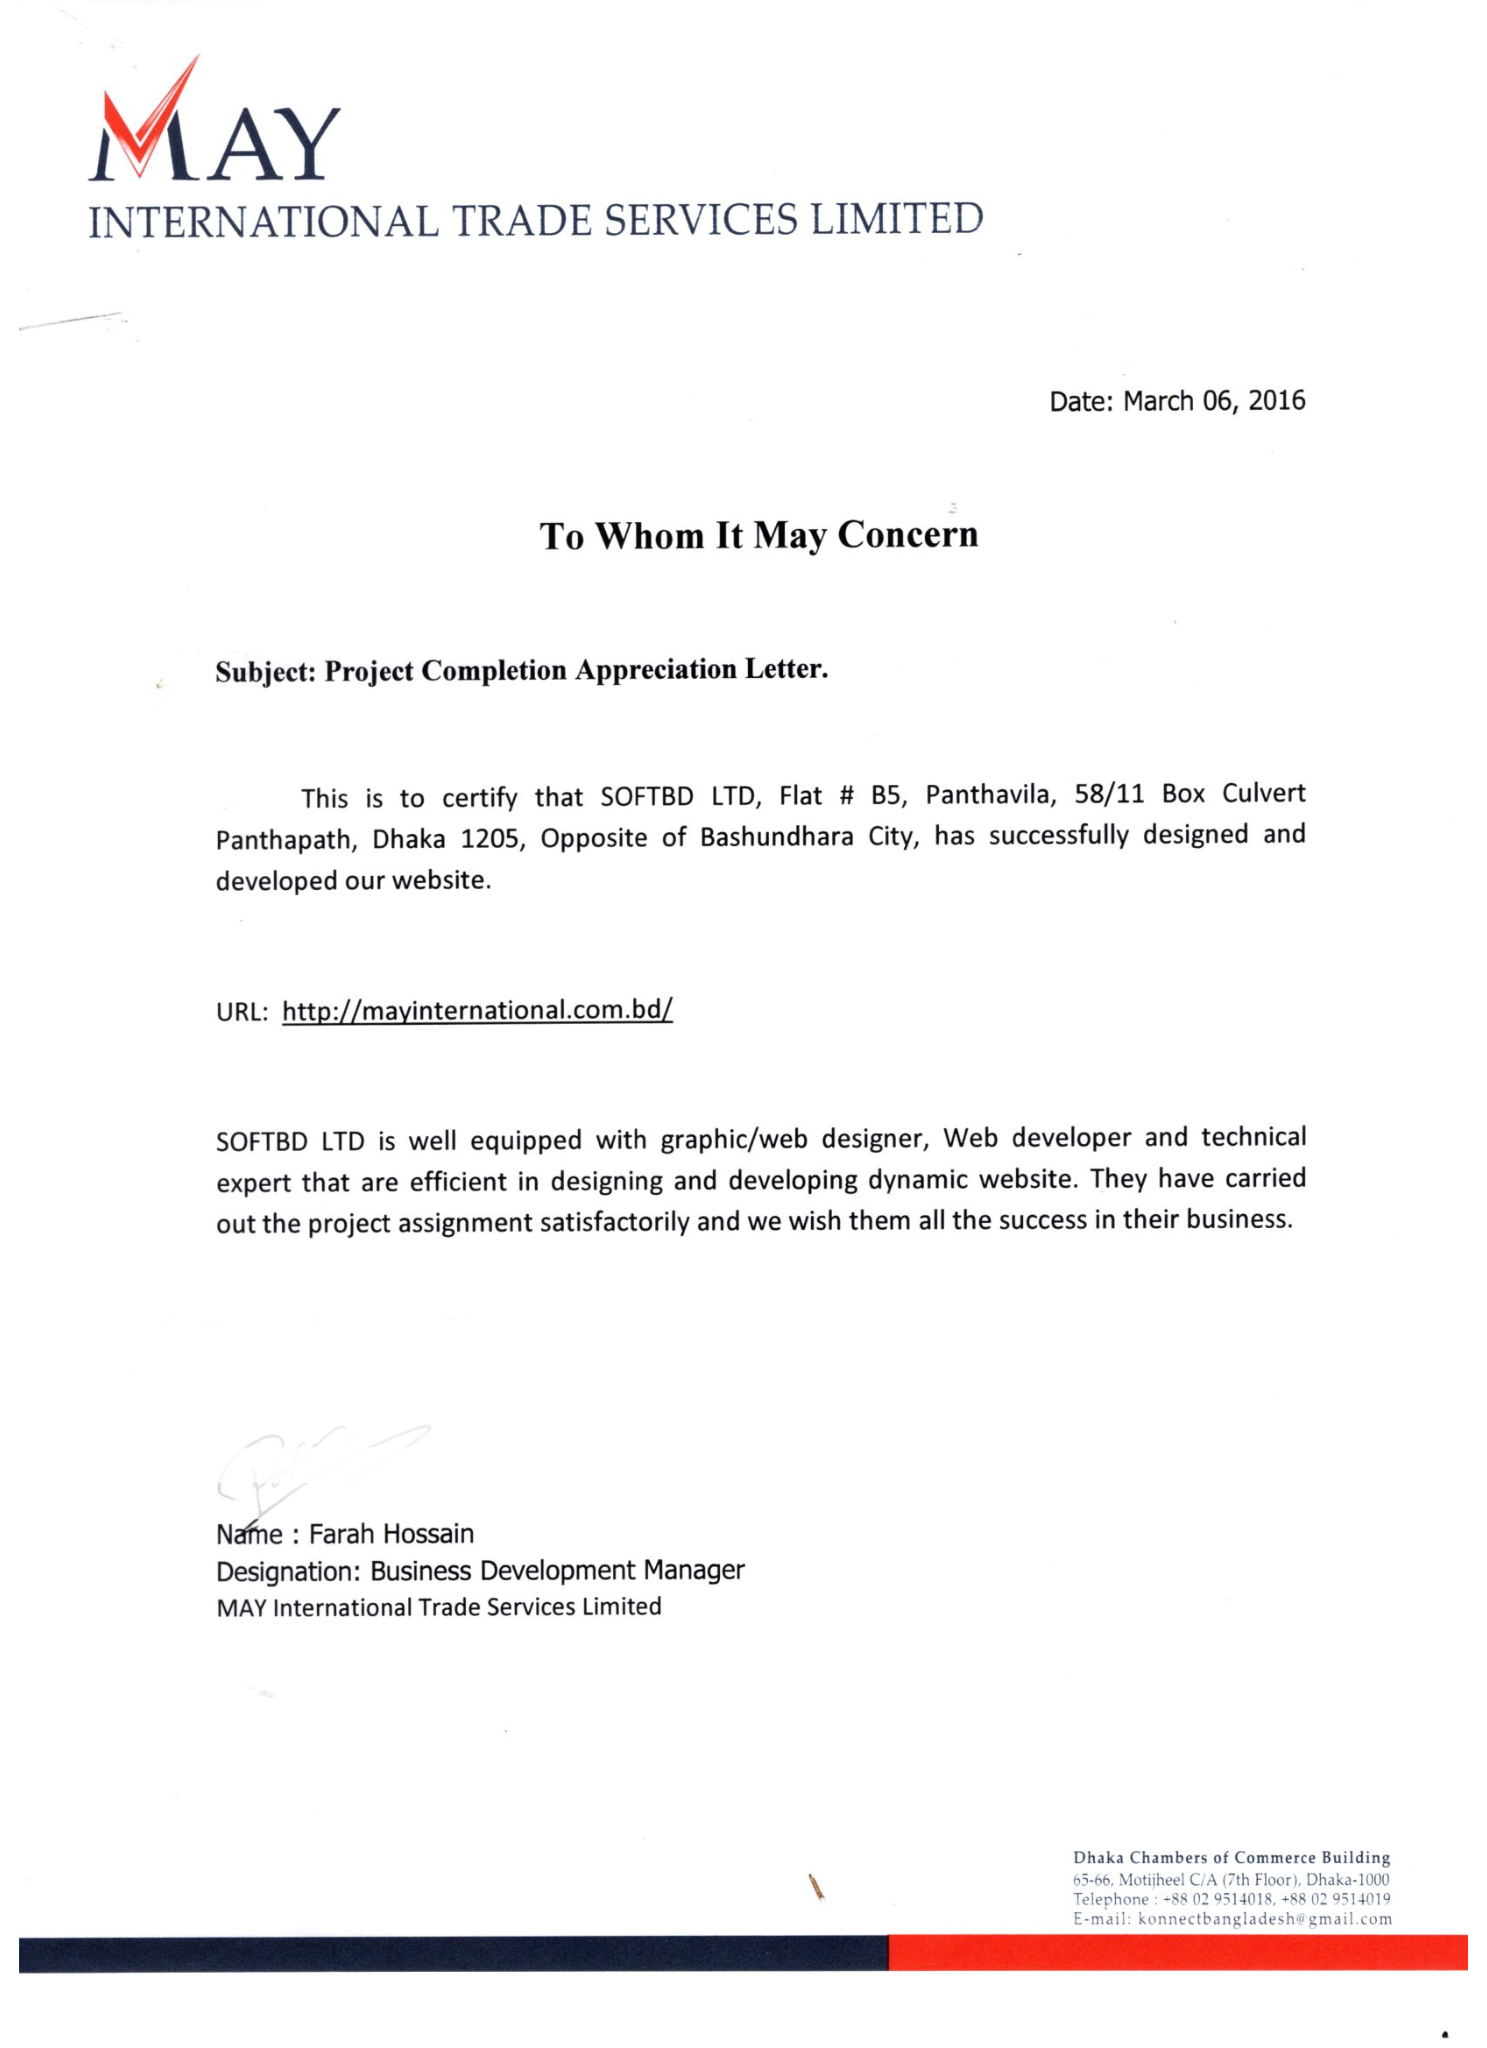 MAY
INTERNATIONAL TRADE SERVICES LIMITED
Date: March 06, 2016
To Whom It May Concern
Subject: Project Completion Appreciation Letter.
This is to certify that SOFTBD LTD, Flat # B5, Panthavila, 58/11 Box Culvert
Panthapath, Dhaka 1205, Opposite of Bashundhara City, has successfully designed and
developed our website.
URL: http://mayinternational.com.bd/
SOFTBD LTD is well equipped with graphic/web designer, Web developer and technical
expert that are efficient in designing and developing dynamic website. They have carried
out the project assignment satisfactorily and we wish them all the success in their business.
Name : Farah Hossain
Designation: Business Development Manager
MAY International Trade Services Limited
Dhaka Chambers of Commerce Building
65-66, Motijheel C/A (7th Floor), Dhaka-1000
Telephone : +88 02 9514018, +88 02 9514019
E-mail: konnectbangladesh@gmail.com